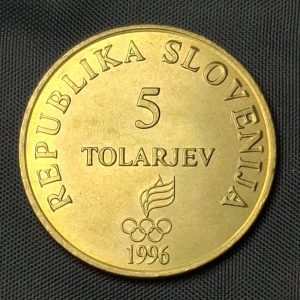 REPUBLIKA SLOVENIJA
5
TOLARJEV
1996